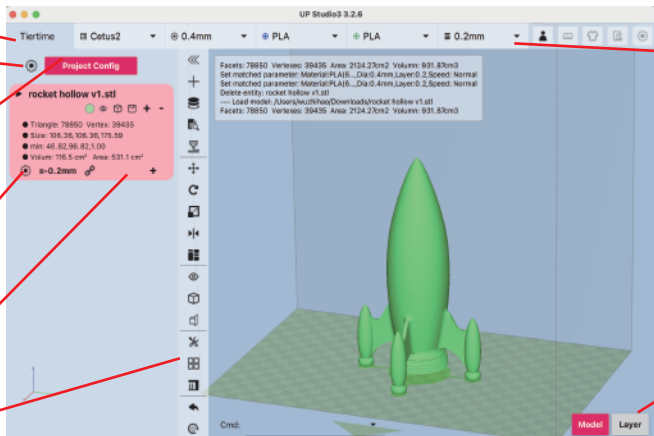 UP Studio3 3.2.6
Tiertime Cetus2 0.4mm PLA PLA 0.2mm
Project Config
rocket hollow v1.stl
Triangle: 78850 Vertex: 39435
Size: 106.38,106.38,175.59
min: 46.82,96.82,1.00
Volum: 116.5 cm³ Area: 531.1 cm²
=-0.2mm
Facets: 78850 Vertexes: 39435 Area: 2124.27cm2 Volumn: 931.87cm3
Set matched parameter: Material:PLA(6..,Dia:0.4mm,Layer:0.2,Speed: Normal
Set matched parameter: Material:PLA(6..,Dia:0.4mm,Layer:0.2,Speed: Normal
Delete entity: rocket hollow v1.stl
--- Load model: /Users/wuzhihao/Downloads/rocket hollow v1.stl
Facets: 78850 Vertexes: 39435 Area: 2124.27cm2 Volumn: 931.87cm3
Cmd:
Model Layer